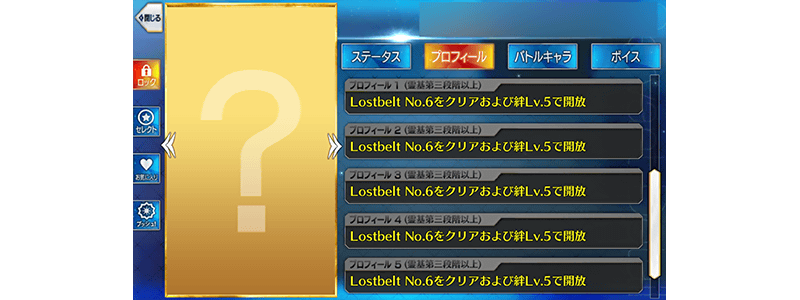 閉じる
ステータス
プロフィール
バトルキャラ
ボイス
ロック
セレクト
お気に入り
プッシュ!
?
プロフィール 1 (霊基第三段階以上)
Lostbelt No.6をクリアおよび絆Lv.5で開放
プロフィール 2 (霊基第三段階以上)
Lostbelt No.6をクリアおよび絆Lv.5で開放
プロフィール 3 (霊基第三段階以上)
Lostbelt No.6をクリアおよび絆Lv.5で開放
プロフィール 4 (霊基第三段階以上)
Lostbelt No.6をクリアおよび絆Lv.5で開放
プロフィール 5 (霊基第三段階以上)
Lostbelt No.6をクリアおよび絆Lv.5で開放